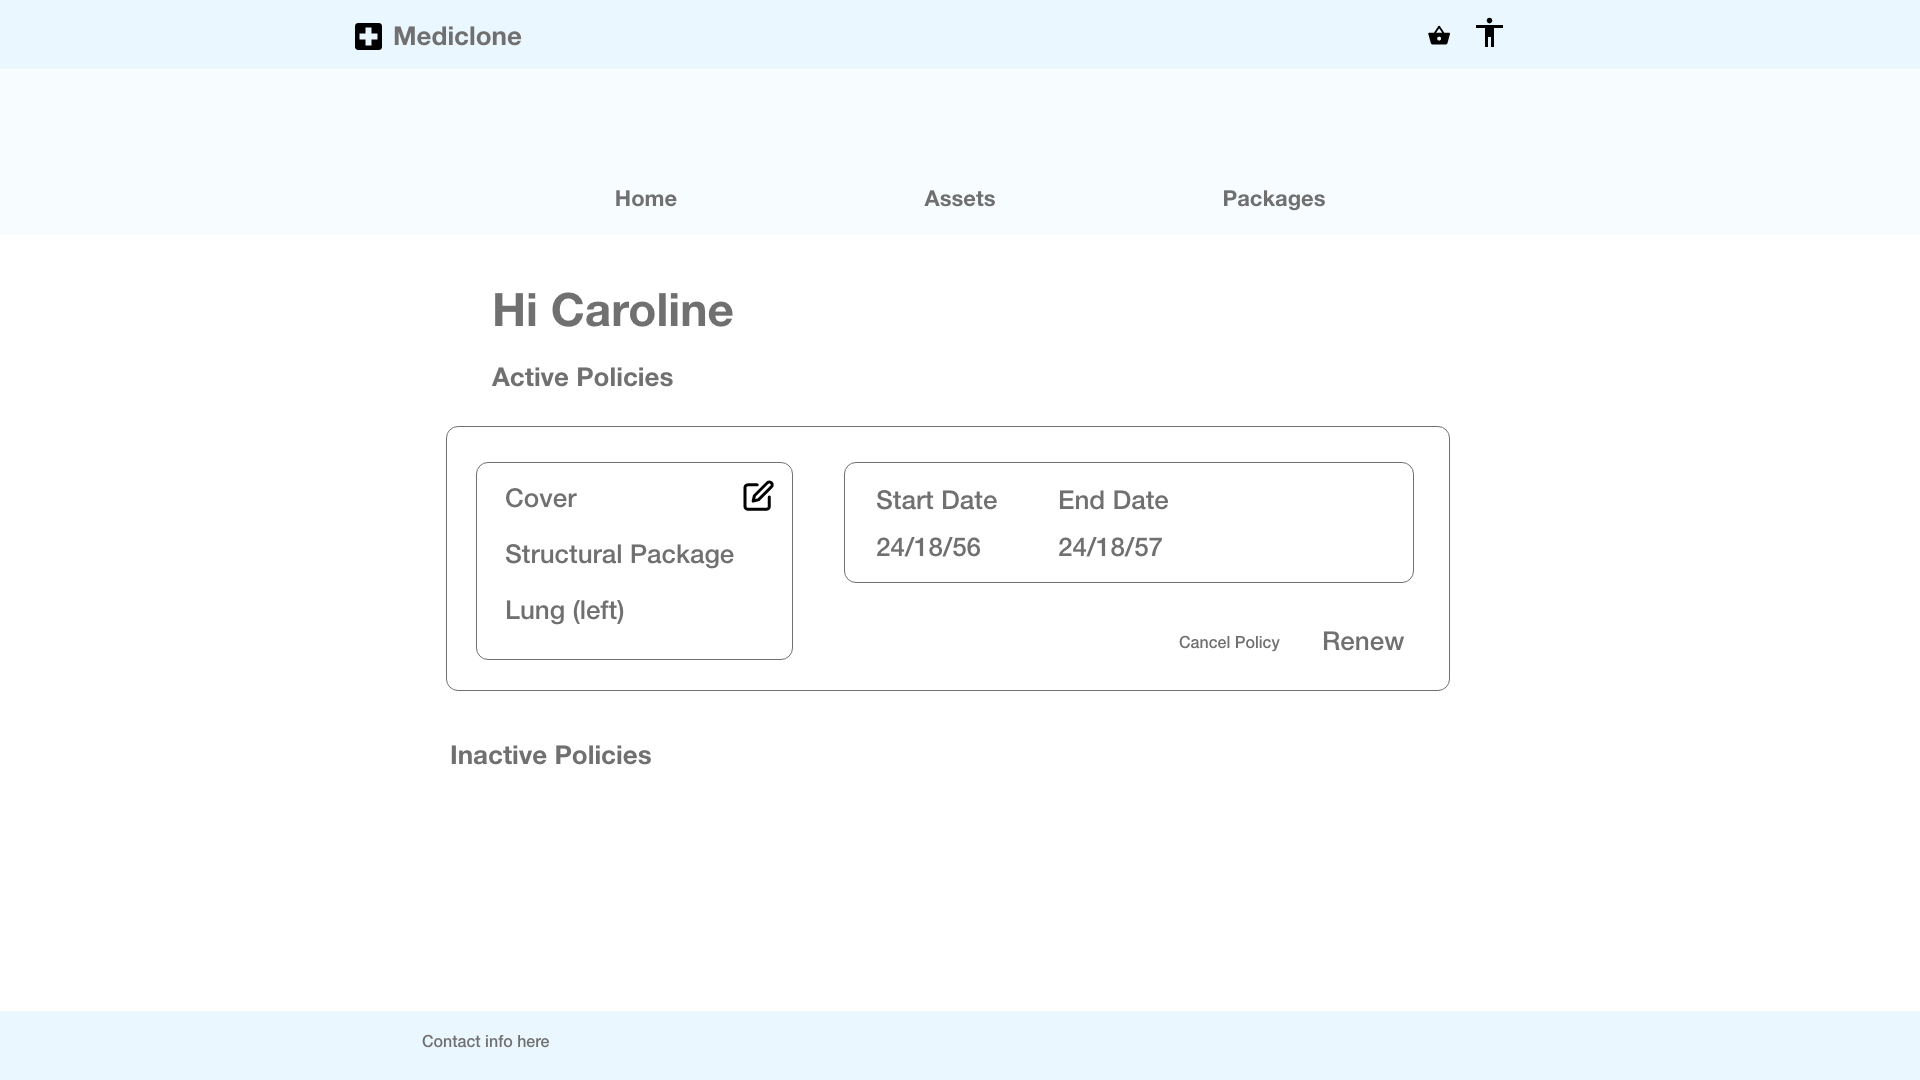 Mediclone
Home Assets Packages
Hi Caroline
Active Policies
Cover
Structural Package
Lung (left)
Start Date End Date
24/18/56 24/18/57
Cancel Policy Renew
Inactive Policies
Contact info here